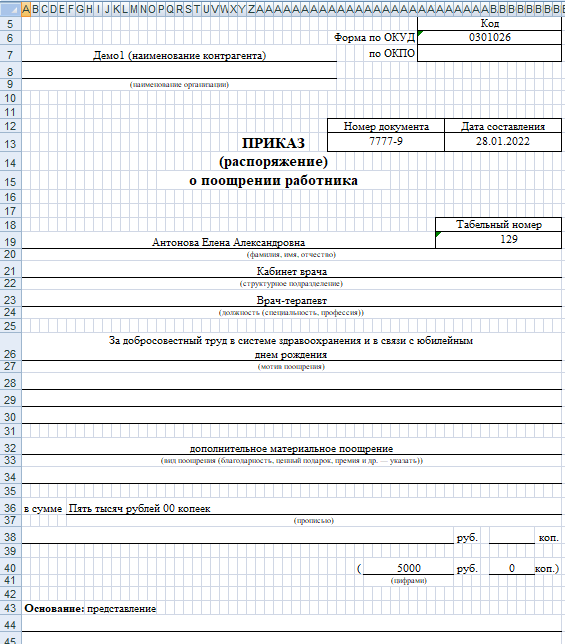 Код
Форма по ОКУД 0301026
Демо1 (наименование контрагента) по ОКПО
(наименование организации)
Номер документа Дата составления
ПРИКАЗ 7777-9 28.01.2022
(распоряжение)
о поощрении работника
Табельный номер
Антонова Елена Александровна 129
(фамилия, имя, отчество)
Кабинет врача
(структурное подразделение)
Врач-терапевт
(должность (специальность, профессия))
За добросовестный труд в системе здравоохранения и в связи с юбилейным
днем рождения
(мотив поощрения)
дополнительное материальное поощрение
(вид поощрения (благодарность, ценный подарок, премия и др. — указать))
в сумме Пять тысяч рублей 00 копеек
(прописью)
руб. коп.
( 5000 руб. 0 коп.)
(цифрами)
Основание: представление